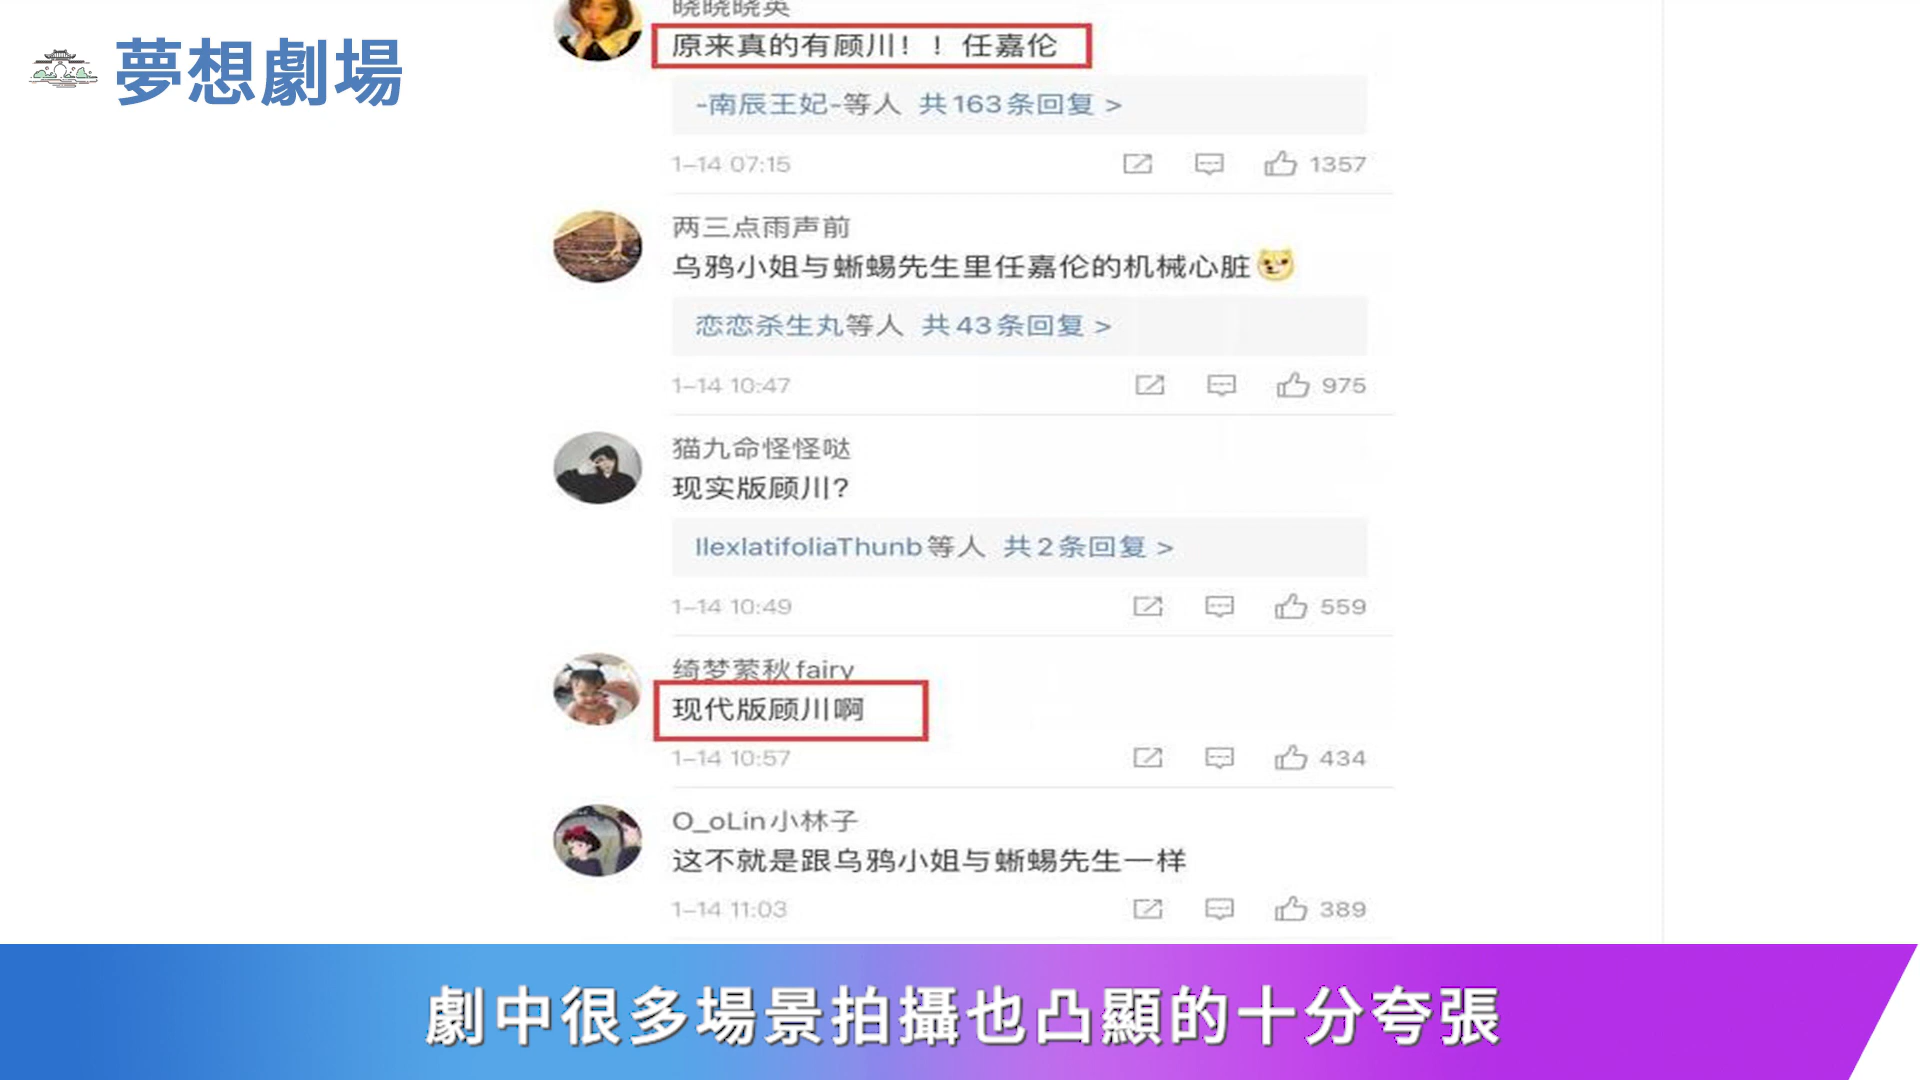 夢想劇場
晓晓晓英
原来真的有顾川！！任嘉伦
-南辰王妃-等人 共163条回复 >
1-14 07:15
1357
两三点雨声前
乌鸦小姐与蜥蜴先生里任嘉伦的机械心脏
恋恋杀生丸等人 共43条回复 >
1-14 10:47
975
猫九命怪怪哒
现实版顾川?
IlexlatifoliaThunb等人 共2条回复 >
1-14 10:49
559
绮梦萦秋fairy
现代版顾川啊
1-14 10:57
434
O_oLin小林子
这不就是跟乌鸦小姐与蜥蜴先生一样
1-14 11:03
389
劇中很多場景拍攝也凸顯的十分夸張